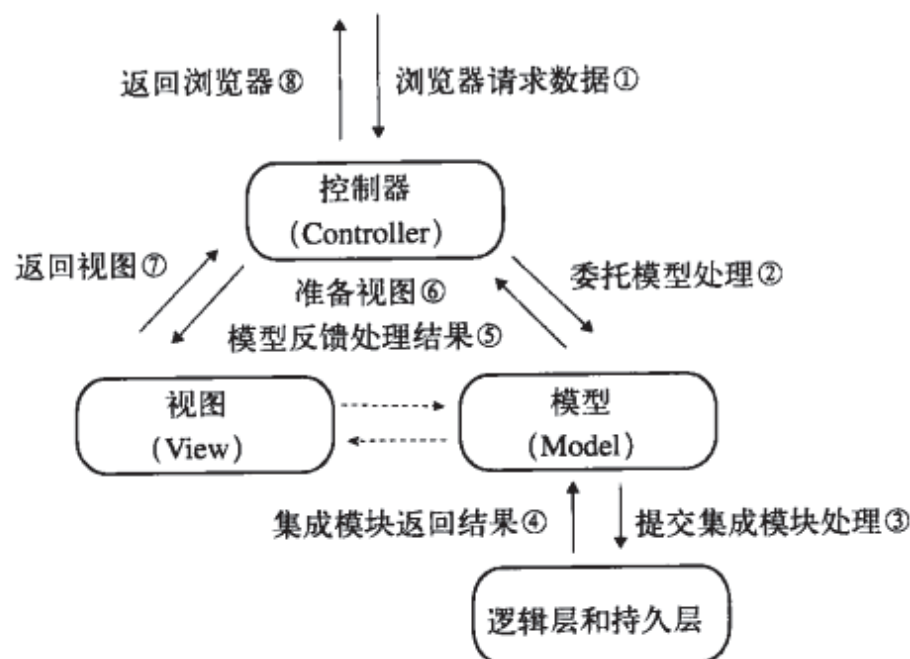 返回浏览器⑧
浏览器请求数据①
控制器
(Controller)
返回视图⑦
准备视图⑥
委托模型处理②
模型反馈处理结果⑤
视图
(View)
模型
(Model)
集成模块返回结果④
提交集成模块处理③
逻辑层和持久层